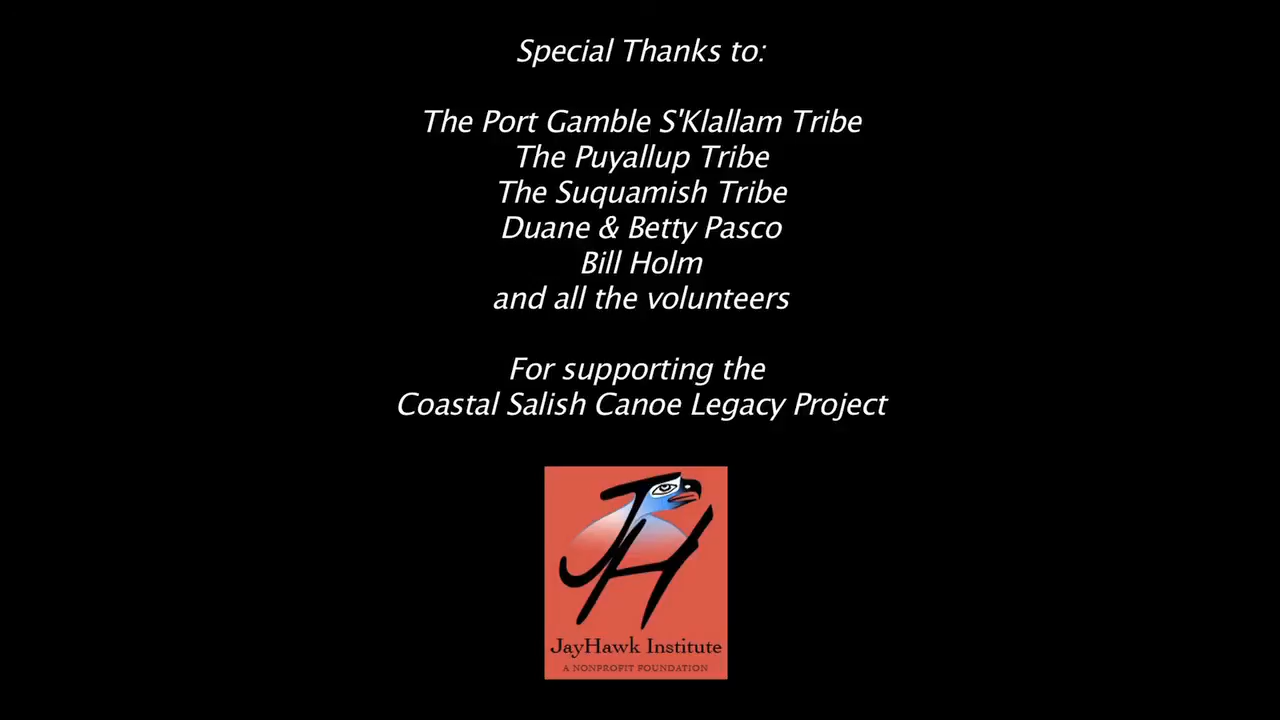 Special Thanks to:
The Port Gamble S'Klallam Tribe
The Puyallup Tribe
The Suquamish Tribe
Duane & Betty Pasco
Bill Holm
and all the volunteers
For supporting the
Coastal Salish Canoe Legacy Project
JH
JayHawk Institute
A NONPROFIT FOUNDATION